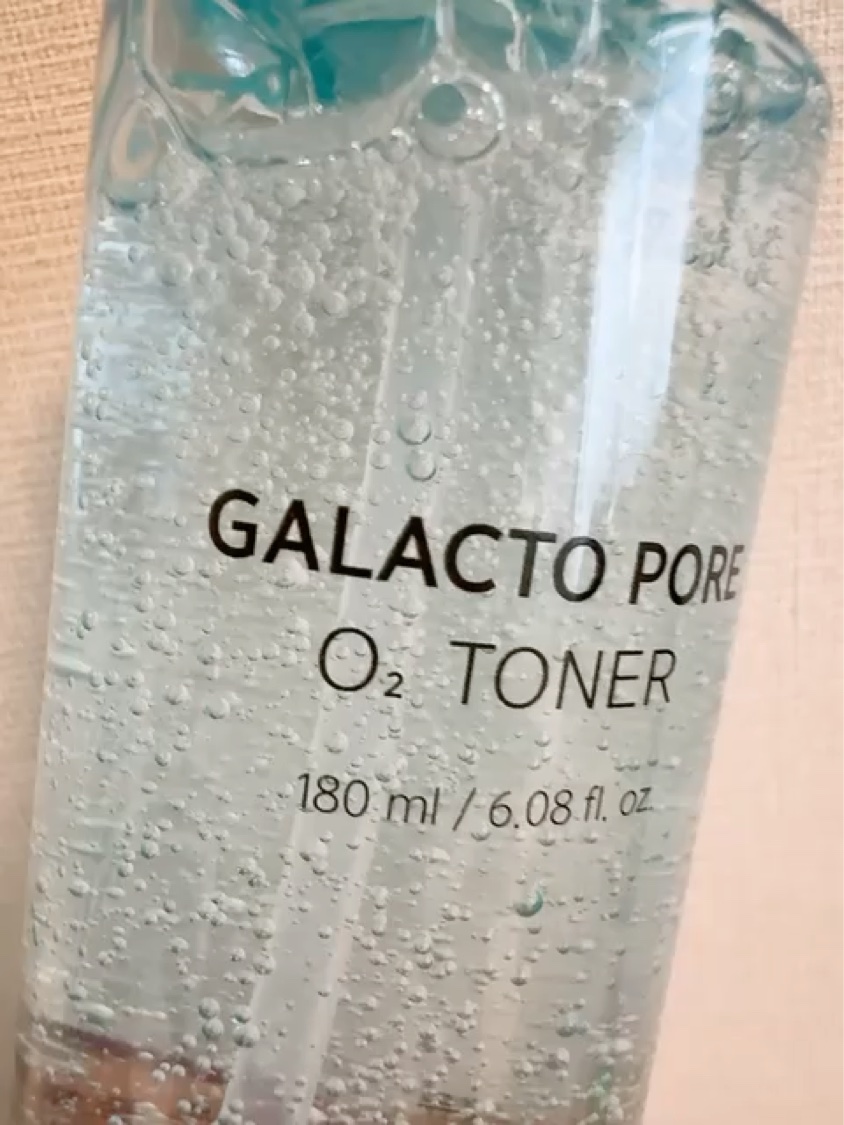 GALACTO PORE
O₂ TONER
180 ml / 6.08 fl. oz.